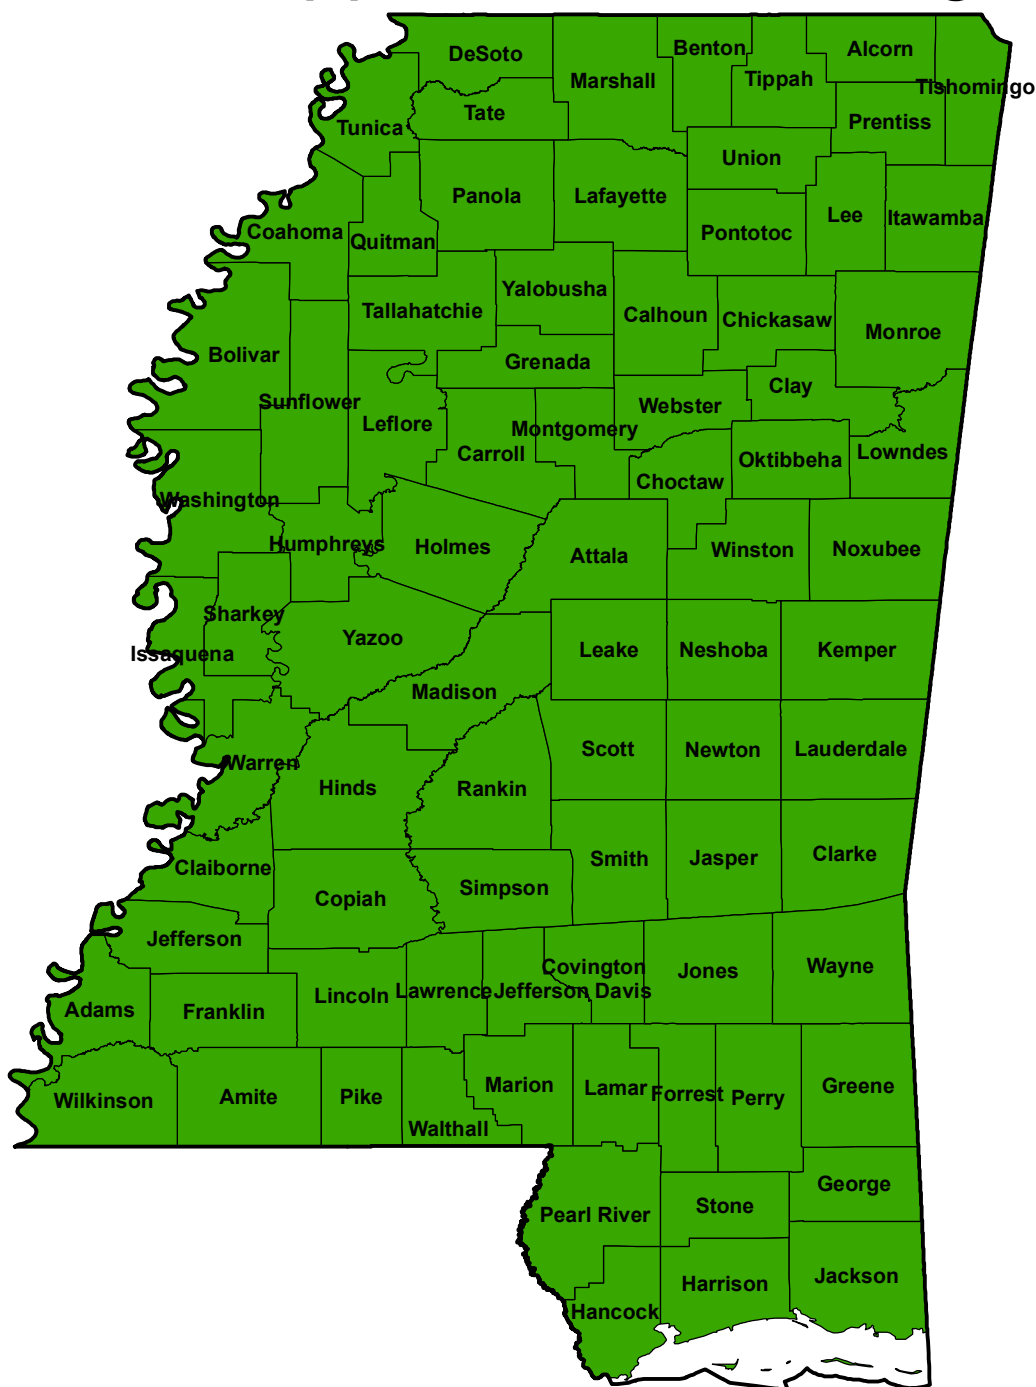 DeSoto
Benton
Alcorn
Marshall
Tippah
Tishomingo
Tate
Tunica
Prentiss
Union
Panola
Lafayette
Coahoma
Quitman
Pontotoc
Lee
Itawamba
Yalobusha
Tallahatchie
Calhoun
Chickasaw
Monroe
Bolivar
Grenada
Clay
Sunflower
Leflore
Webster
Montgomery
Carroll
Oktibbeha
Lowndes
Choctaw
Washington
Humphreys
Holmes
Attala
Winston
Noxubee
Sharkey
Yazoo
Issaquena
Leake
Neshoba
Kemper
Madison
Warren
Scott
Newton
Lauderdale
Hinds
Rankin
Claiborne
Smith
Jasper
Clarke
Copiah
Simpson
Jefferson
Covington
Jones
Wayne
Adams
Franklin
Lincoln
Lawrence
Jefferson Davis
Wilkinson
Amite
Pike
Walthall
Marion
Lamar
Forrest
Perry
Greene
Pearl River
Stone
George
Hancock
Harrison
Jackson